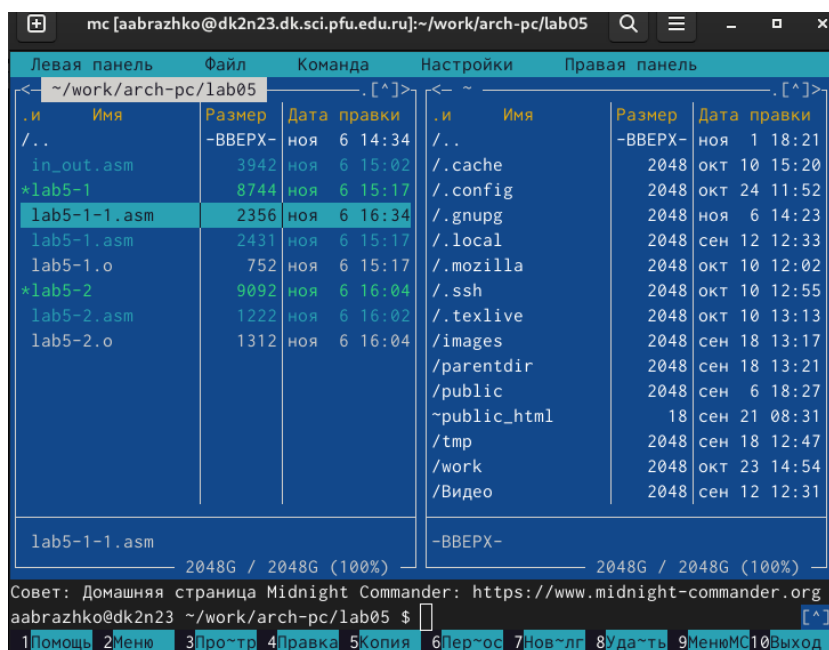 mc [aabrazhko@dk2n23.dk.sci.pfu.edu.ru]:~/work/arch-pc/lab05
Левая панель Файл Команда Настройки Правая панель
<─ ~/work/arch-pc/lab05 .[^]> <─ ~ .[^]>
.и Имя Размер Дата правки .и Имя Размер Дата правки
/.. -ВВЕРХ- ноя 6 14:34 /.. -ВВЕРХ- ноя 1 18:21
in_out.asm 3942 ноя 6 15:02 /.cache 2048 окт 10 15:20
*lab5-1 8744 ноя 6 15:17 /.config 2048 окт 24 11:52
lab5-1-1.asm 2356 ноя 6 16:34 /.gnupg 2048 ноя 6 14:23
lab5-1.asm 2431 ноя 6 15:17 /.local 2048 сен 12 12:33
lab5-1.o 752 ноя 6 15:17 /.mozilla 2048 окт 10 12:02
*lab5-2 9092 ноя 6 16:04 /.ssh 2048 окт 10 12:55
lab5-2.asm 1222 ноя 6 16:02 /.texlive 2048 окт 10 13:13
lab5-2.o 1312 ноя 6 16:04 /images 2048 сен 18 13:17
/parentdir 2048 сен 18 13:21
/public 2048 сен 6 18:27
~public_html 18 сен 21 08:31
/tmp 2048 сен 18 12:47
/work 2048 окт 23 14:54
/Видео 2048 сен 12 12:31
lab5-1-1.asm -ВВЕРХ-
2048G / 2048G (100%) 2048G / 2048G (100%)
Совет: Домашняя страница Midnight Commander: https://www.midnight-commander.org
aabrazhko@dk2n23 ~/work/arch-pc/lab05 $ [^]
1Помощь 2Меню 3Про~тр 4Правка 5Копия 6Пер~ос 7Нов~лг 8Уда~ть 9МенюMC 10Выход